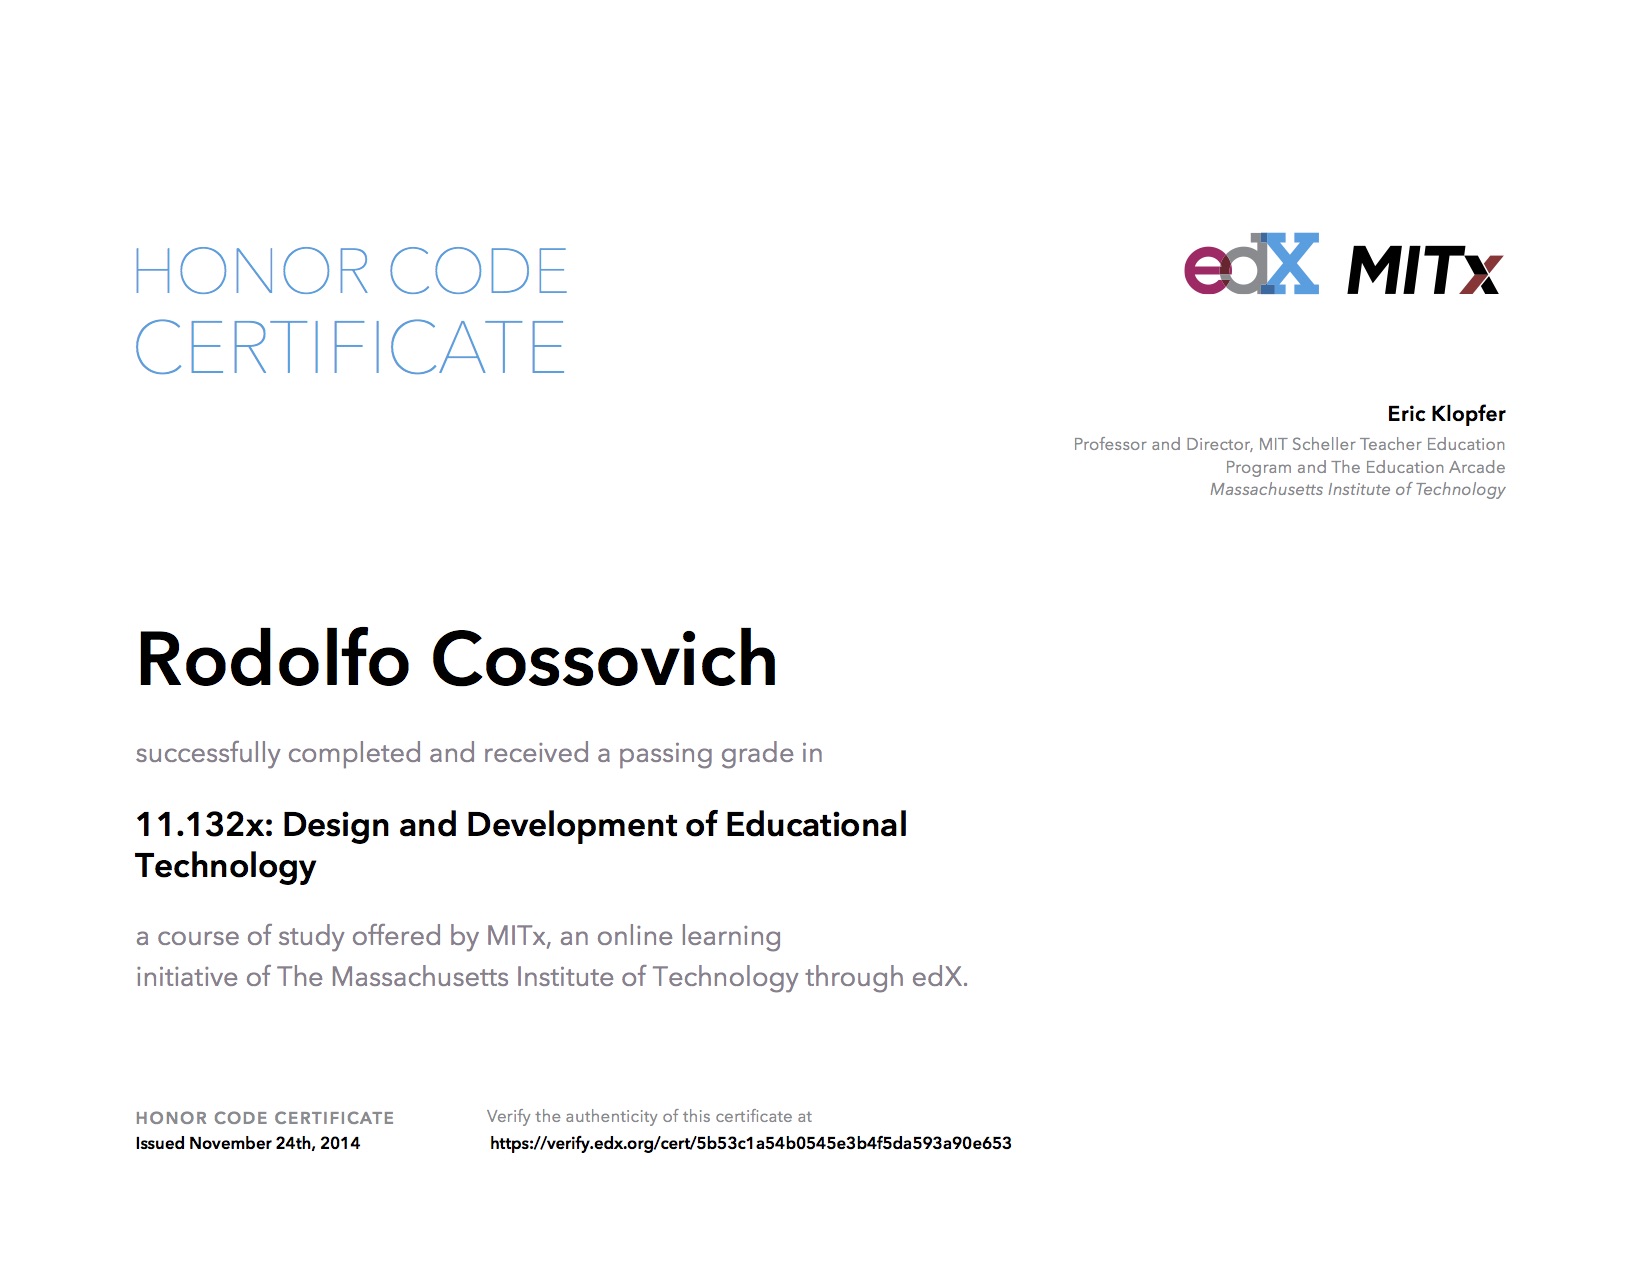 HONOR CODE
CERTIFICATE
edX MITx
Eric Klopfer
Professor and Director, MIT Scheller Teacher Education
Program and The Education Arcade
Massachusetts Institute of Technology
Rodolfo Cossovich
successfully completed and received a passing grade in
11.132x: Design and Development of Educational
Technology
a course of study offered by MITx, an online learning
initiative of The Massachusetts Institute of Technology through edX.
HONOR CODE CERTIFICATE
Issued November 24th, 2014
Verify the authenticity of this certificate at
https://verify.edx.org/cert/5b53c1a54b0545e3b4f5da593a90e653